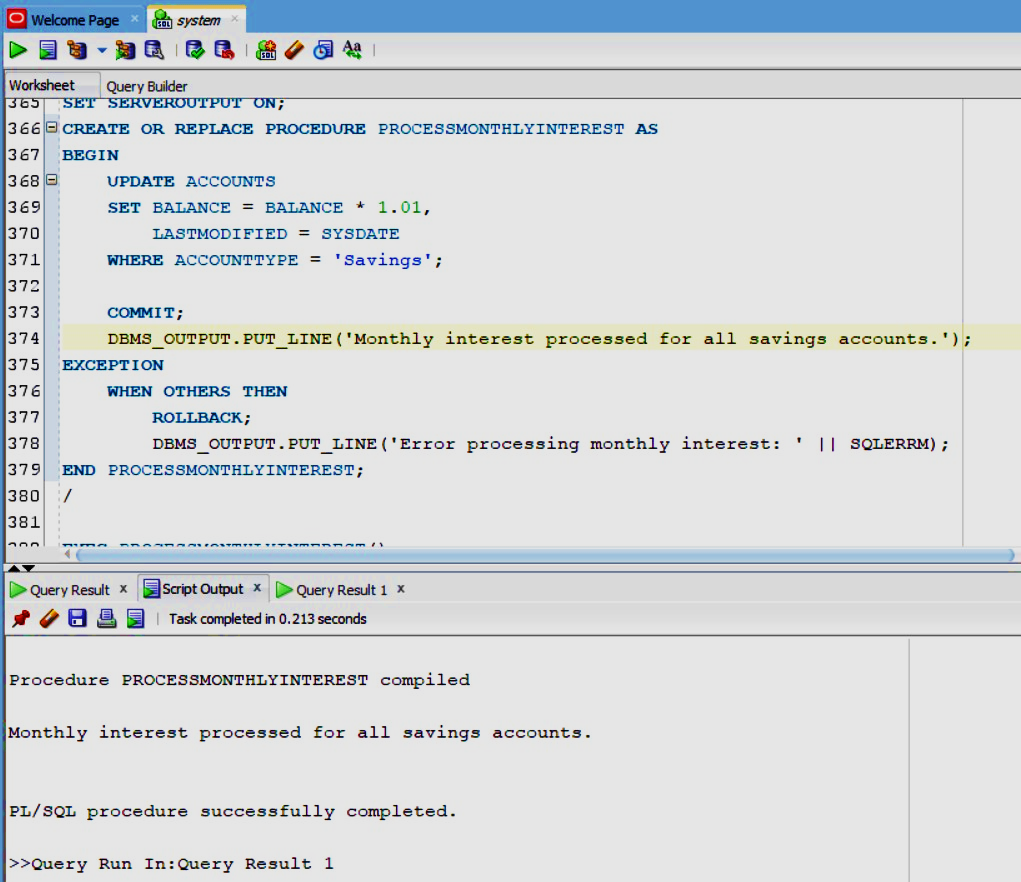 Welcome Page × system ×
Worksheet Query Builder
365 SET SERVEROUTPUT ON;
366 CREATE OR REPLACE PROCEDURE PROCESSMONTHLYINTEREST AS
367 BEGIN
368 UPDATE ACCOUNTS
369 SET BALANCE = BALANCE * 1.01,
370 LASTMODIFIED = SYSDATE
371 WHERE ACCOUNTTYPE = 'Savings';
372
373 COMMIT;
374 DBMS_OUTPUT.PUT_LINE('Monthly interest processed for all savings accounts.');
375 EXCEPTION
376 WHEN OTHERS THEN
377 ROLLBACK;
378 DBMS_OUTPUT.PUT_LINE('Error processing monthly interest: ' || SQLERRM);
379 END PROCESSMONTHLYINTEREST;
380 /
381
Query Result x Script Output x Query Result 1 x
Task completed in 0.213 seconds
Procedure PROCESSMONTHLYINTEREST compiled
Monthly interest processed for all savings accounts.
PL/SQL procedure successfully completed.
>>Query Run In:Query Result 1